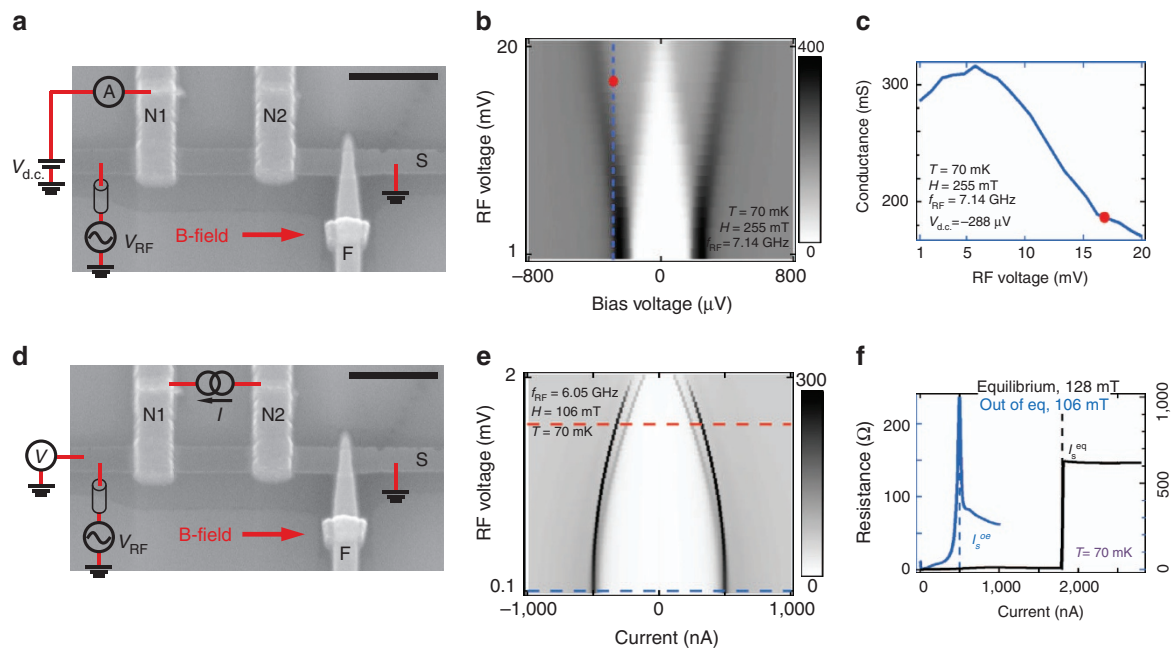 a
A
N1
N2
S
V_d.c.
V_RF
B-field
F
b
20
RF voltage (mV)
1
T = 70 mK
H = 255 mT
f_RF = 7.14 GHz
400
0
−800
0
800
Bias voltage (μV)
c
Conductance (mS)
300
200
T = 70 mK
H = 255 mT
f_RF = 7.14 GHz
V_d.c. = −288 μV
1
5
10
15
20
RF voltage (mV)
d
N1
I
N2
S
V
V_RF
B-field
F
e
2
RF voltage (mV)
0.1
f_RF = 6.05 GHz
H = 106 mT
T = 70 mK
300
0
−1,000
0
1,000
Current (nA)
f
Equilibrium, 128 mT
Out of eq, 106 mT
Resistance (Ω)
200
150
100
50
0
I_s^eq
I_s^oe
T = 70 mK
1,000
500
0
0
1,000
2,000
Current (nA)